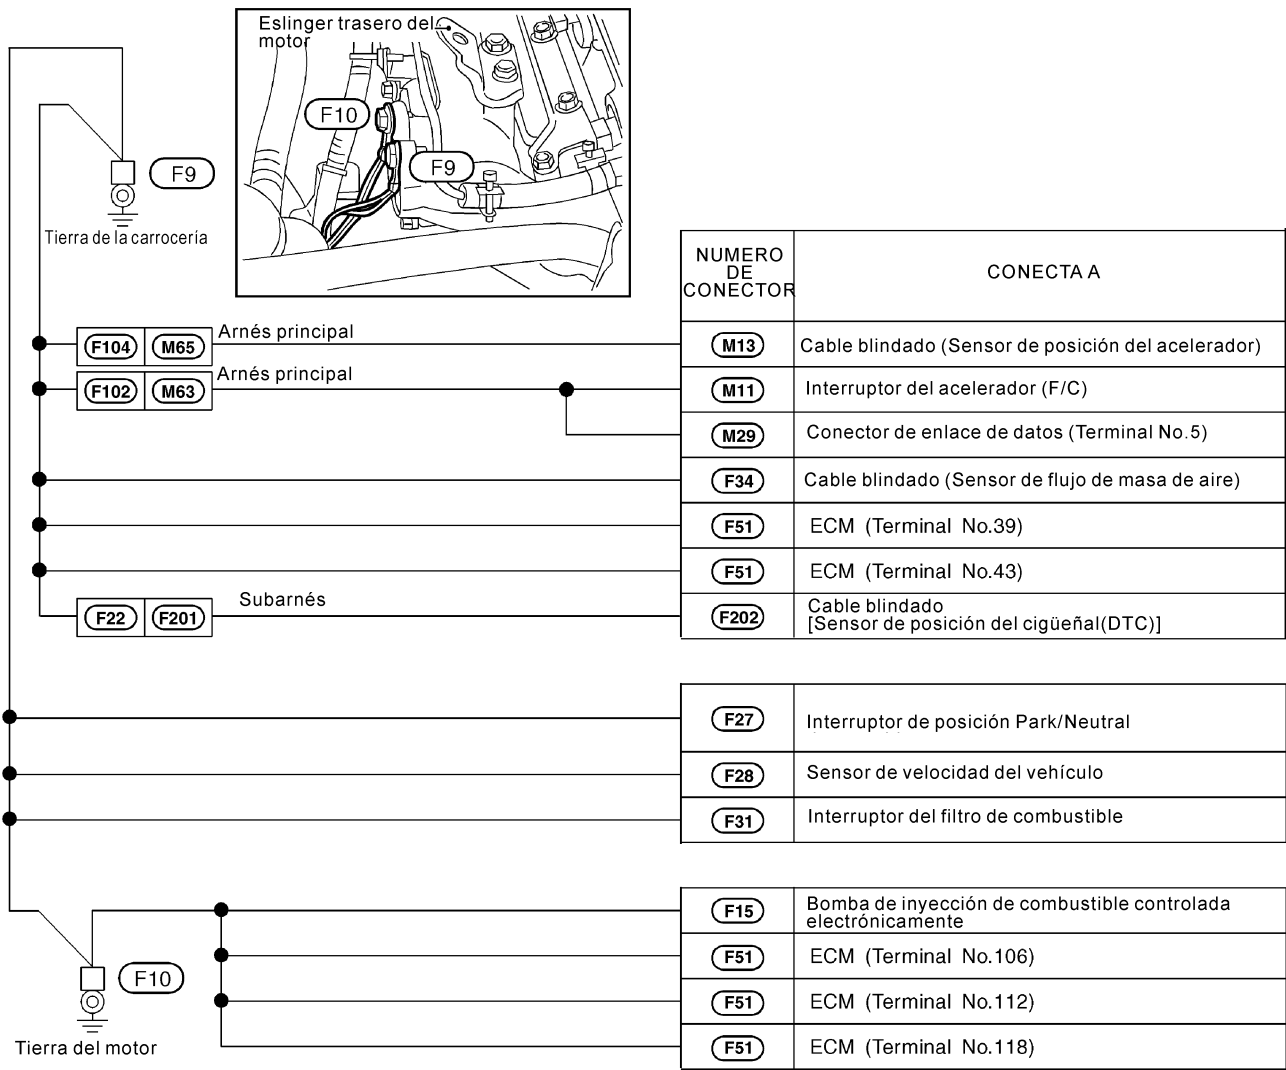 Eslinger trasero del
motor
F10
F9
F9
Tierra de la carrocería
NUMERO
DE
CONECTOR
CONECTA A
F104 M65 Arnés principal
M13 Cable blindado (Sensor de posición del acelerador)
F102 M63 Arnés principal
M11 Interruptor del acelerador (F/C)
M29 Conector de enlace de datos (Terminal No.5)
F34 Cable blindado (Sensor de flujo de masa de aire)
F51 ECM (Terminal No.39)
F51 ECM (Terminal No.43)
F22 F201 Subarnés
F202 Cable blindado
[Sensor de posición del cigüeñal(DTC)]
F27 Interruptor de posición Park/Neutral
F28 Sensor de velocidad del vehículo
F31 Interruptor del filtro de combustible
F15 Bomba de inyección de combustible controlada
electrónicamente
F51 ECM (Terminal No.106)
F10
F51 ECM (Terminal No.112)
Tierra del motor
F51 ECM (Terminal No.118)